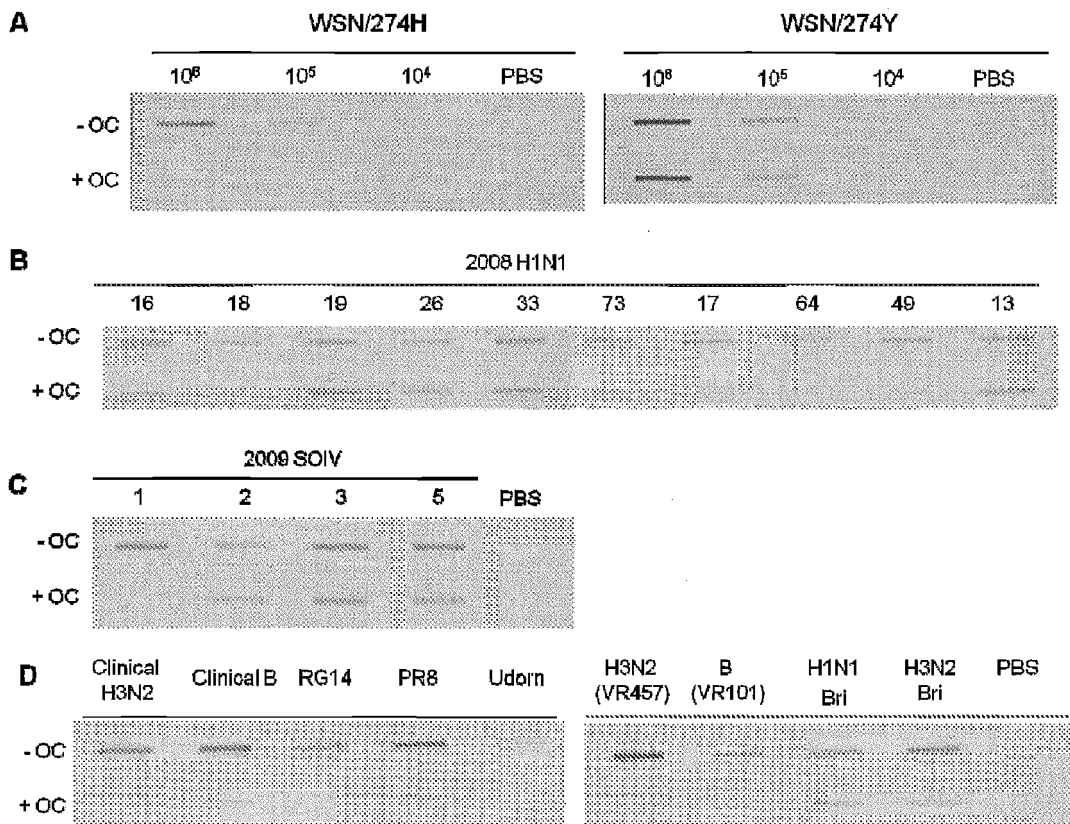 A
WSN/274H WSN/274Y
10⁶ 10⁵ 10⁴ PBS 10⁶ 10⁵ 10⁴ PBS
- OC
+ OC
B
2008 H1N1
16 18 19 26 33 73 17 64 49 13
- OC
+ OC
C
2009 SOIV
1 2 3 5 PBS
- OC
+ OC
D
Clinical H3N2 Clinical B RG14 PR8 Udorn H3N2 (VR457) B (VR101) H1N1 Bri H3N2 Bri PBS
- OC
+ OC